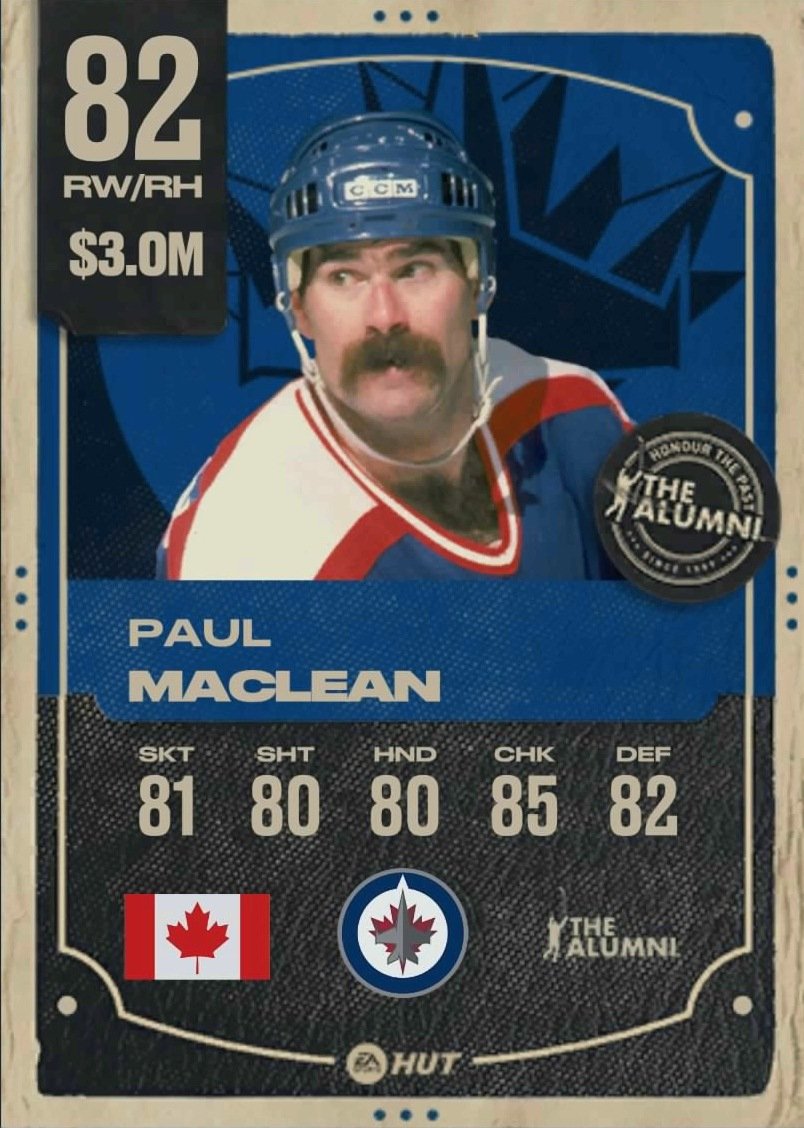 82
RW/RH
$3.0M
CCM
HONOUR THE PAST
THE
ALUMNI
PAUL
MACLEAN
SKT SHT HND CHK DEF
81 80 80 85 82
THE
ALUMNI
EA
HUT